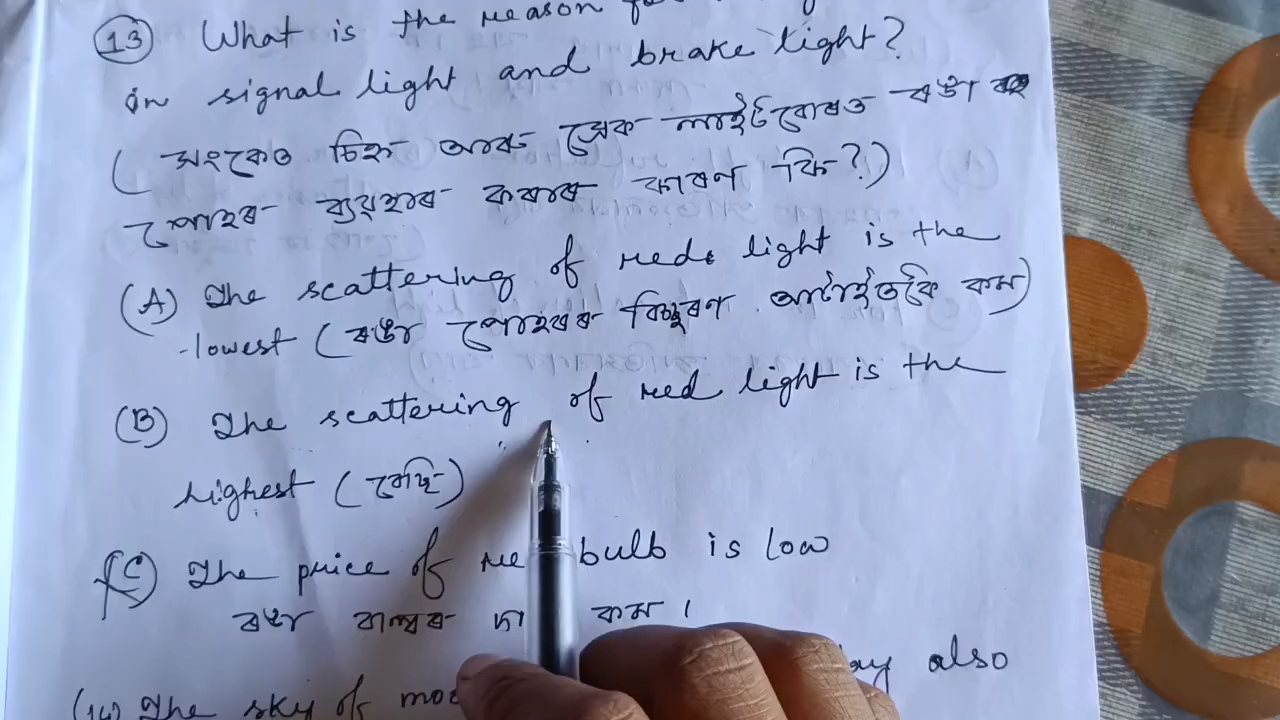 (13) What is the reason
in signal light and brake light?
( সংকেত চিহ্ন আৰু ব্ৰেক লাইটবোৰত ৰঙা
পোহৰ ব্যৱহাৰ কৰাৰ কাৰণ কি?)
(A) The scattering of red light is the
lowest (ৰঙা পোহৰৰ বিচ্ছুৰণ আটাইতকৈ কম)
(B) The scattering of red light is the
highest (বেছি)
(C) The price of bulb is low
ৰঙা বাল্বৰ কম ।
(14) The sky of also